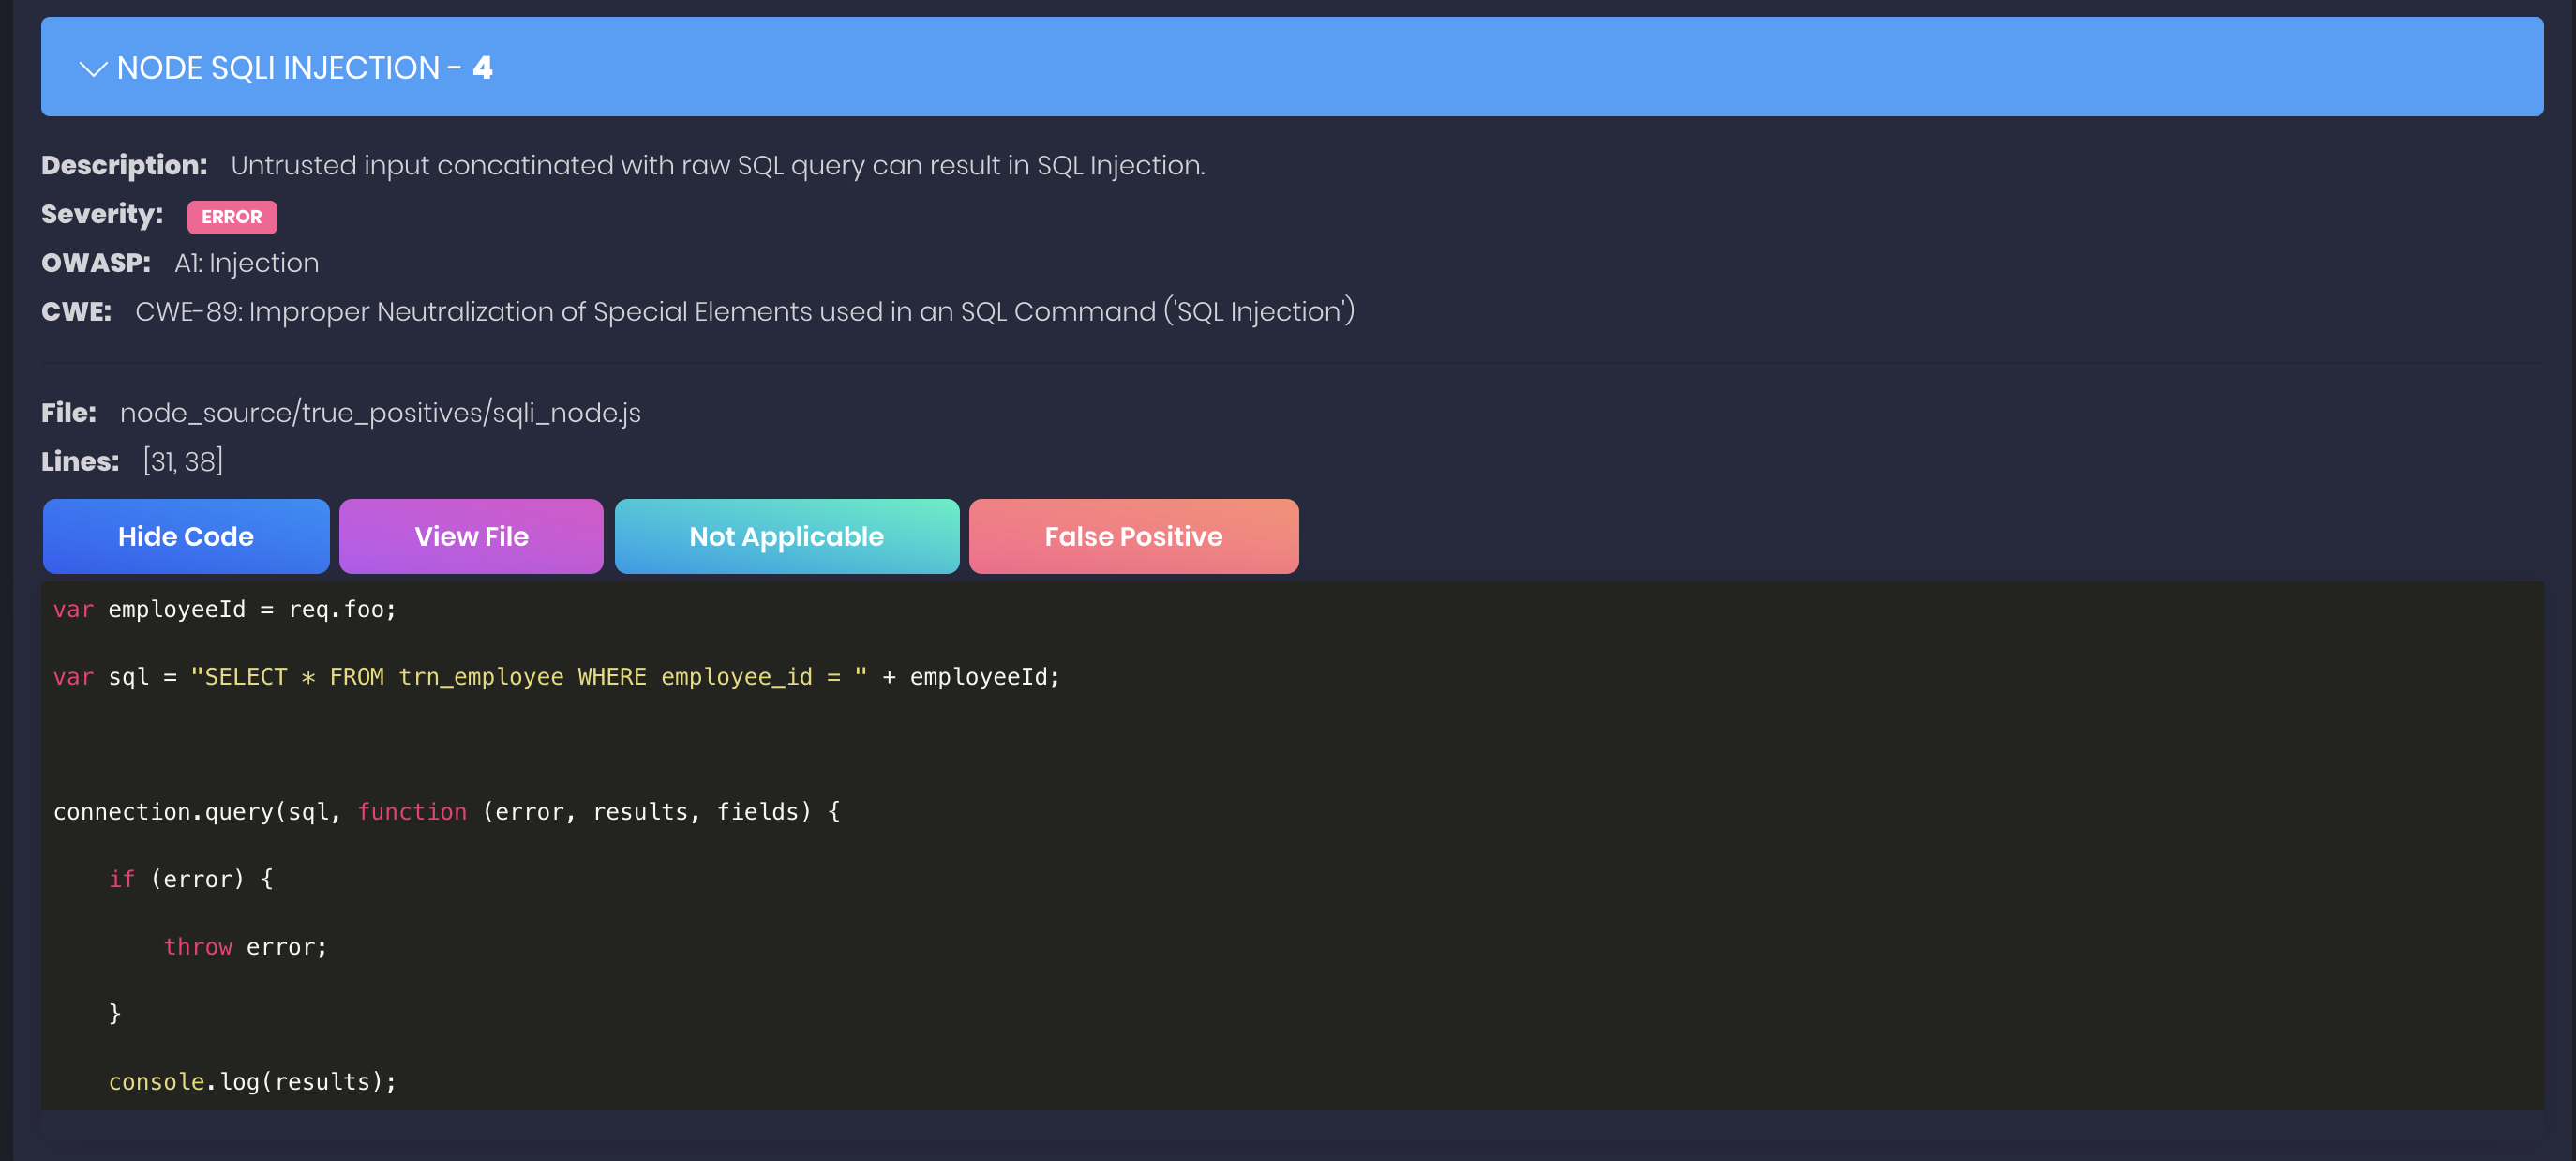 NODE SQLI INJECTION - 4
Description: Untrusted input concatinated with raw SQL query can result in SQL Injection.
Severity: ERROR
OWASP: A1: Injection
CWE: CWE-89: Improper Neutralization of Special Elements used in an SQL Command ('SQL Injection')
File: node_source/true_positives/sqli_node.js
Lines: [31, 38]
Hide Code View File Not Applicable False Positive
var employeeId = req.foo;
var sql = "SELECT * FROM trn_employee WHERE employee_id = " + employeeId;
connection.query(sql, function (error, results, fields) {
    if (error) {
        throw error;
    }
    console.log(results);